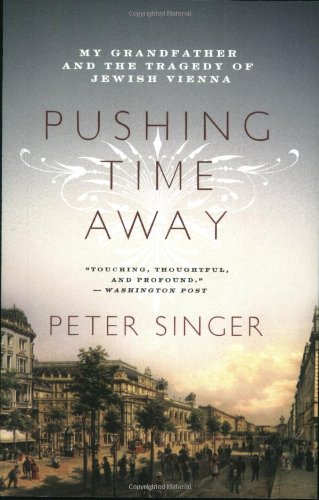 MY GRANDFATHER
AND THE TRAGEDY OF
JEWISH VIENNA
PUSHING
TIME
AWAY
"TOUCHING, THOUGHTFUL,
AND PROFOUND."
—WASHINGTON POST
PETER SINGER